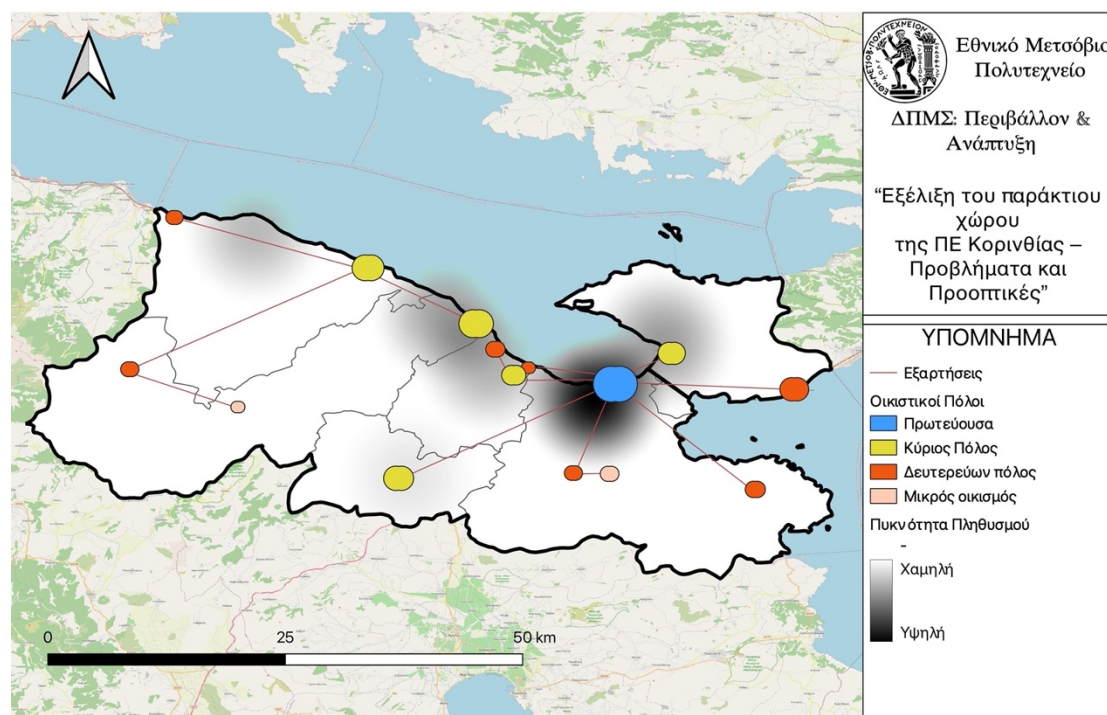 Εθνικό Μετσόβιο
Πολυτεχνείο
ΔΠΜΣ: Περιβάλλον &
Ανάπτυξη
“Εξέλιξη του παράκτιου
χώρου
της ΠΕ Κορινθίας –
Προβλήματα και
Προοπτικές”
ΥΠΟΜΝΗΜΑ
Εξαρτήσεις
Οικιστικοί Πόλοι
Πρωτεύουσα
Κύριος Πόλος
Δευτερεύων πόλος
Μικρός οικισμός
Πυκνότητα Πληθυσμού
-
Χαμηλή
Υψηλή
0 25 50 km